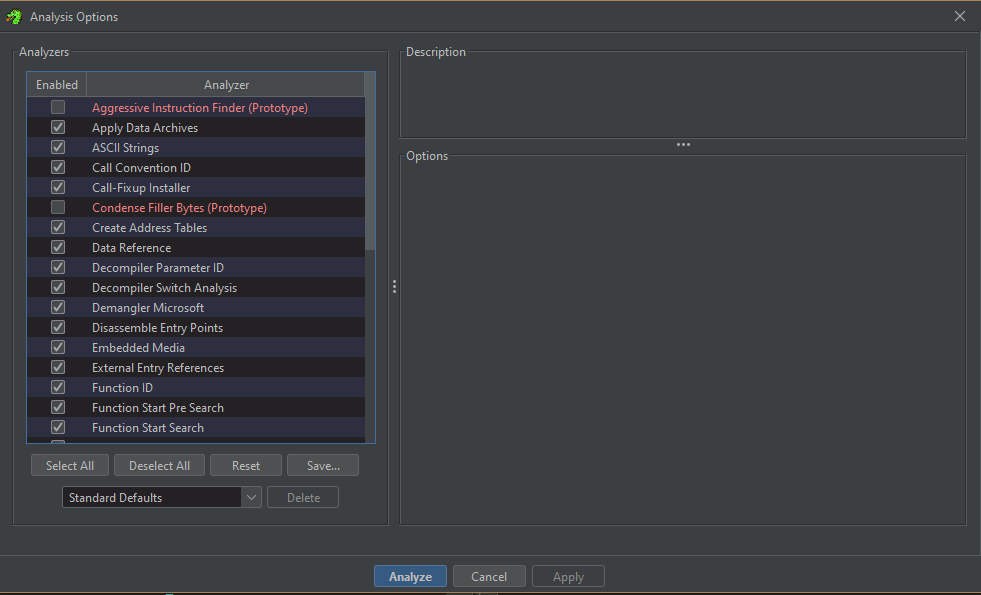 Analysis Options
Analyzers
Enabled Analyzer
Aggressive Instruction Finder (Prototype)
Apply Data Archives
ASCII Strings
Call Convention ID
Call-Fixup Installer
Condense Filler Bytes (Prototype)
Create Address Tables
Data Reference
Decompiler Parameter ID
Decompiler Switch Analysis
Demangler Microsoft
Disassemble Entry Points
Embedded Media
External Entry References
Function ID
Function Start Pre Search
Function Start Search
Select All Deselect All Reset Save...
Standard Defaults Delete
Description
Options
Analyze Cancel Apply